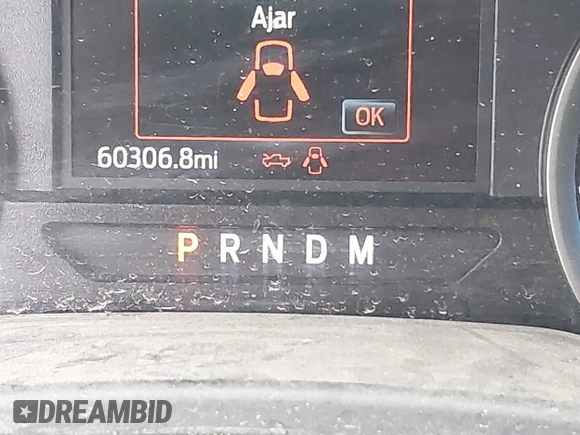 Ajar
OK
60306.8mi
P R N D M
DREAMBID